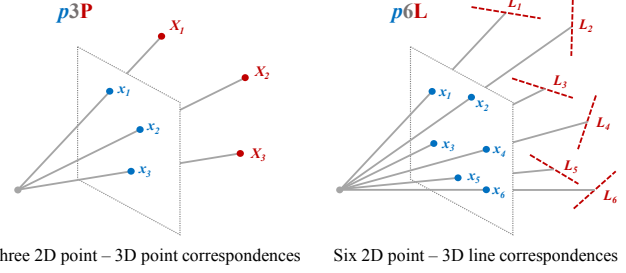 p3P
X1
X2
X3
x1
x2
x3
hree 2D point – 3D point correspondences
p6L
L1
L2
L3
L4
L5
L6
x1
x2
x3
x4
x5
x6
Six 2D point – 3D line correspondences